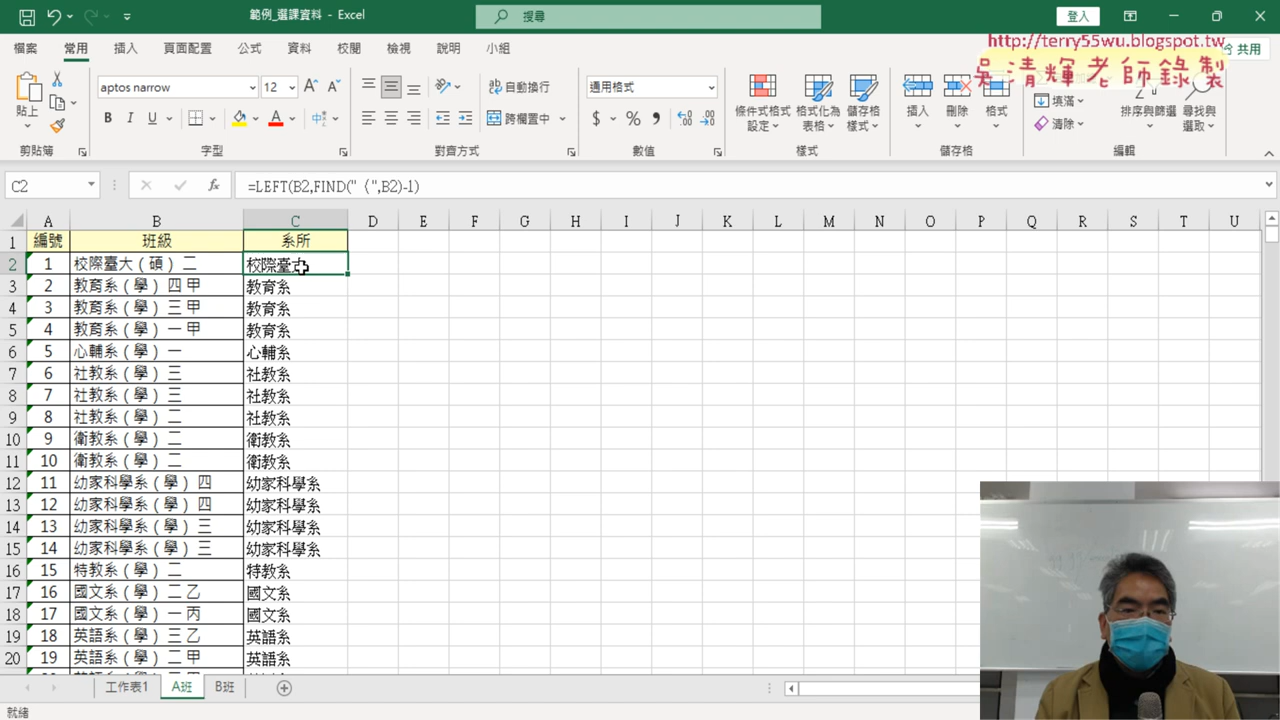 範例_選課資料 - Excel
搜尋
登入
檔案 常用 插入 頁面配置 公式 資料 校閱 檢視 說明 小組
共用
http://terry55wu.blogspot.tw
吳清輝老師錄製
貼上
剪貼簿
aptos narrow 12
B I U
字型
自動換行
跨欄置中
對齊方式
通用格式
$ %
數值
條件式格式設定
格式化為表格
儲存格樣式
樣式
插入 刪除 格式
儲存格
填滿
清除
排序與篩選
尋找與選取
編輯
C2
fx
=LEFT(B2,FIND("（",B2)-1)
A B C D E F G H I J K L M N O P Q R S T U
1 編號 班級 系所
2 1 校際臺大（碩）二 校際臺大
3 2 教育系（學）四甲 教育系
4 3 教育系（學）三甲 教育系
5 4 教育系（學）一甲 教育系
6 5 心輔系（學）一 心輔系
7 6 社教系（學）三 社教系
8 7 社教系（學）三 社教系
9 8 社教系（學）二 社教系
10 9 衛教系（學）二 衛教系
11 10 衛教系（學）二 衛教系
12 11 幼家科學系（學）四 幼家科學系
13 12 幼家科學系（學）四 幼家科學系
14 13 幼家科學系（學）三 幼家科學系
15 14 幼家科學系（學）三 幼家科學系
16 15 特教系（學）二 特教系
17 16 國文系（學）二乙 國文系
18 17 國文系（學）一丙 國文系
19 18 英語系（學）三乙 英語系
20 19 英語系（學）二甲 英語系
工作表1 A班 B班
就緒